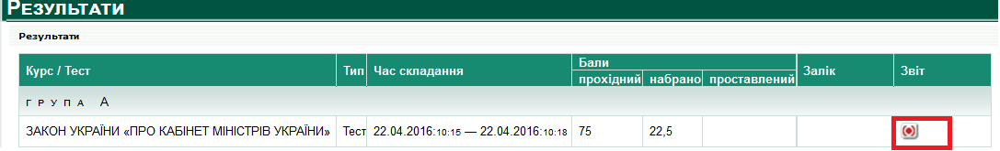 Результати
Результати
Курс / Тест Тип Час складання Бали Залік Звіт
прохідний набрано проставлений
група А
ЗАКОН УКРАЇНИ «ПРО КАБІНЕТ МІНІСТРІВ УКРАЇНИ» Тест 22.04.2016:10:15 — 22.04.2016:10:18 75 22,5